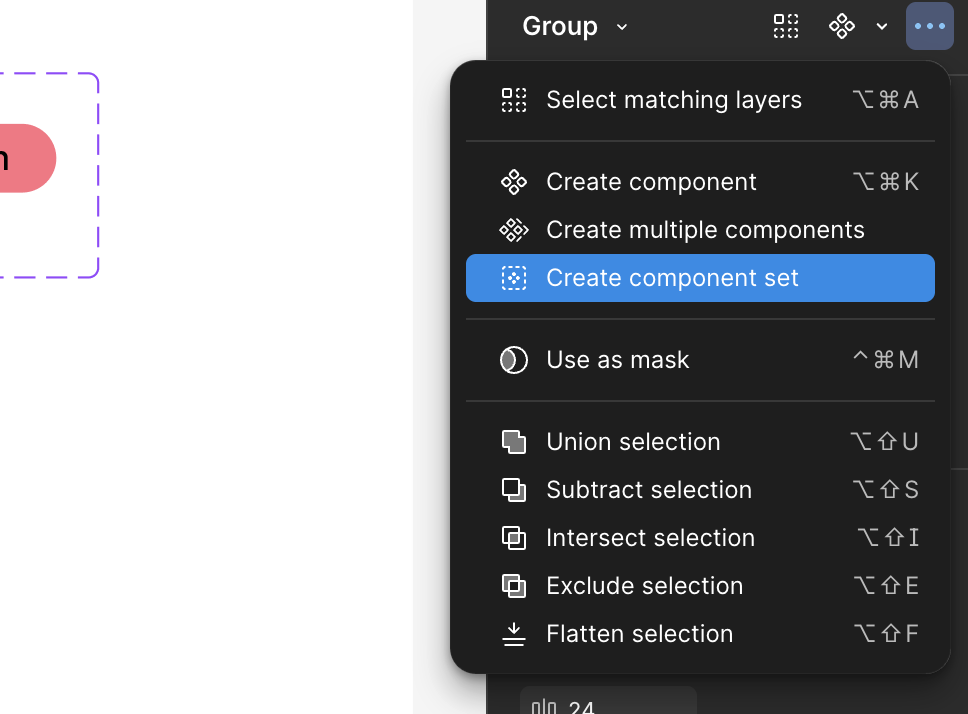 Group
Select matching layers ⌥⌘A
Create component ⌥⌘K
Create multiple components
Create component set
Use as mask ^⌘M
Union selection ⌥⇧U
Subtract selection ⌥⇧S
Intersect selection ⌥⇧I
Exclude selection ⌥⇧E
Flatten selection ⌥⇧F
24